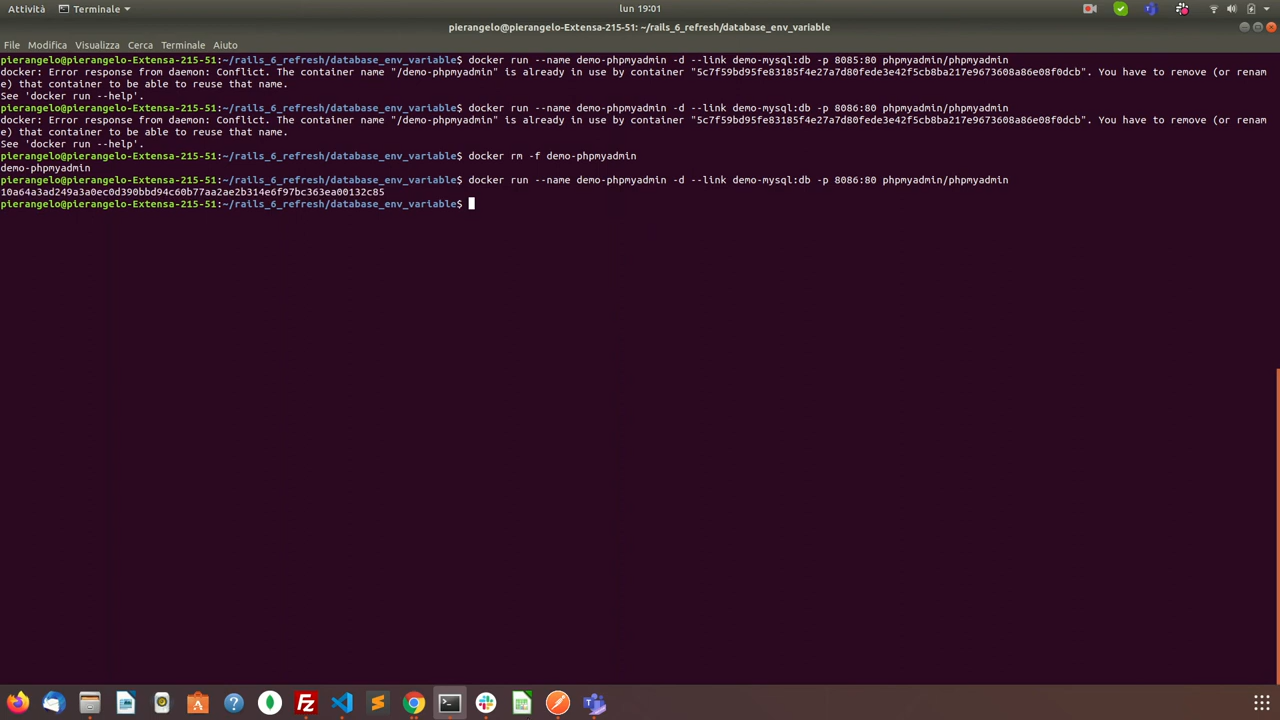 Attività
Terminale
lun 19:01
pierangelo@pierangelo-Extensa-215-51: ~/rails_6_refresh/database_env_variable
File Modifica Visualizza Cerca Terminale Aiuto
pierangelo@pierangelo-Extensa-215-51:~/rails_6_refresh/database_env_variable$ docker run --name demo-phpmyadmin -d --link demo-mysql:db -p 8085:80 phpmyadmin/phpmyadmin
docker: Error response from daemon: Conflict. The container name "/demo-phpmyadmin" is already in use by container "5c7f59bd95fe83185f4e27a7d80fede3e42f5cb8ba217e9673608a86e08f0dcb". You have to remove (or renam
e) that container to be able to reuse that name.
See 'docker run --help'.
pierangelo@pierangelo-Extensa-215-51:~/rails_6_refresh/database_env_variable$ docker run --name demo-phpmyadmin -d --link demo-mysql:db -p 8086:80 phpmyadmin/phpmyadmin
docker: Error response from daemon: Conflict. The container name "/demo-phpmyadmin" is already in use by container "5c7f59bd95fe83185f4e27a7d80fede3e42f5cb8ba217e9673608a86e08f0dcb". You have to remove (or renam
e) that container to be able to reuse that name.
See 'docker run --help'.
pierangelo@pierangelo-Extensa-215-51:~/rails_6_refresh/database_env_variable$ docker rm -f demo-phpmyadmin
demo-phpmyadmin
pierangelo@pierangelo-Extensa-215-51:~/rails_6_refresh/database_env_variable$ docker run --name demo-phpmyadmin -d --link demo-mysql:db -p 8086:80 phpmyadmin/phpmyadmin
10a64a3ad249a3a0ec0d390bbd94c60b77aa2ae2b314e6f97bc363ea00132c85
pierangelo@pierangelo-Extensa-215-51:~/rails_6_refresh/database_env_variable$